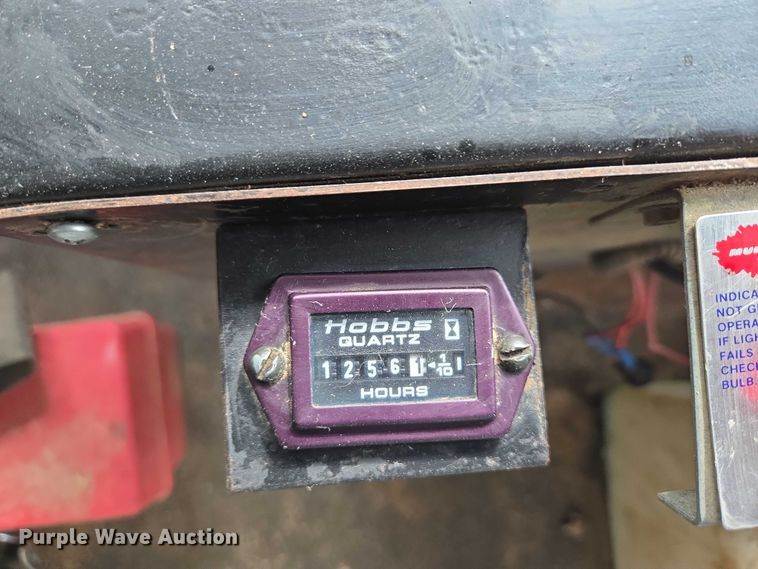 Hobbs
QUARTZ
1 2 5 6 1 1/10
HOURS
INDICA
NOT G
OPERA
IF LIGH
FAILS
CHECK
BULB.
Purple Wave Auction